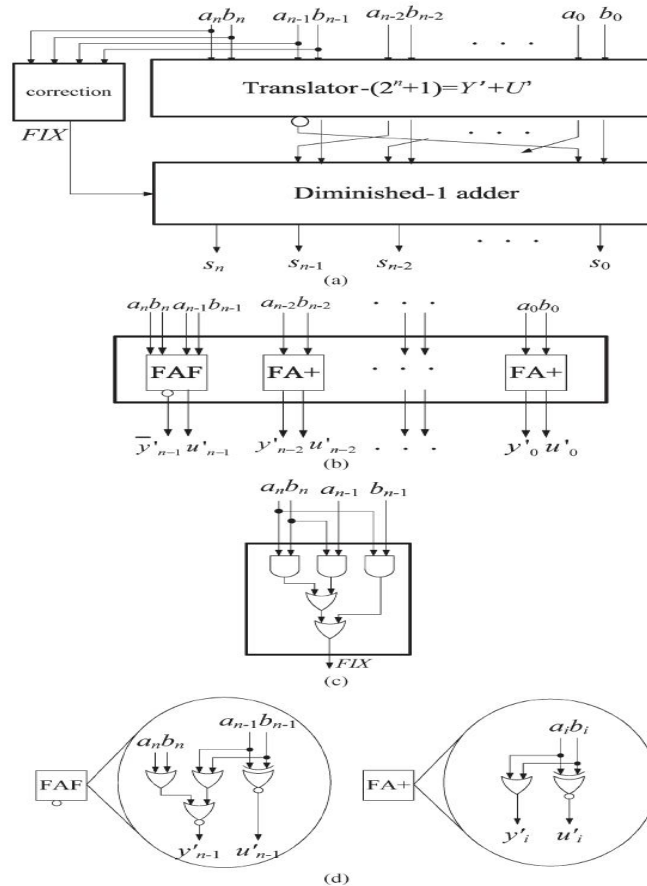 aₙbₙ aₙ₋₁bₙ₋₁ aₙ₋₂bₙ₋₂ · · · a₀ b₀
correction
Translator-(2ⁿ+1)=Y'+U'
FIX
· · ·
Diminished-1 adder
sₙ sₙ₋₁ sₙ₋₂ · · · s₀
(a)
aₙbₙ aₙ₋₁bₙ₋₁ aₙ₋₂bₙ₋₂ · · · a₀b₀
FAF FA+ · · · FA+
y̅'ₙ₋₁ u'ₙ₋₁ y'ₙ₋₂ u'ₙ₋₂ · · · y'₀ u'₀
(b)
aₙbₙ aₙ₋₁ bₙ₋₁
FIX
(c)
aₙ₋₁bₙ₋₁ aᵢbᵢ
aₙbₙ
FAF FA+
y'ₙ₋₁ u'ₙ₋₁ y'ᵢ u'ᵢ
(d)